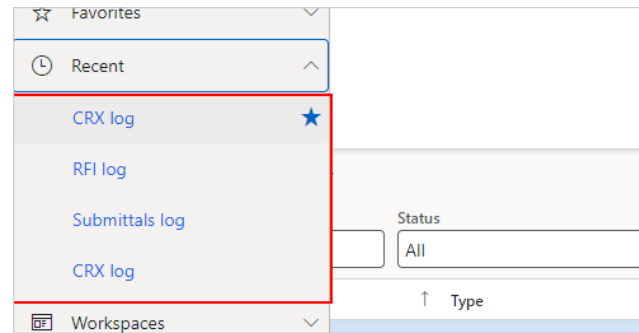 Favorites
Recent
CRX log
RFI log
Submittals log
CRX log
Workspaces
Status
All
Type